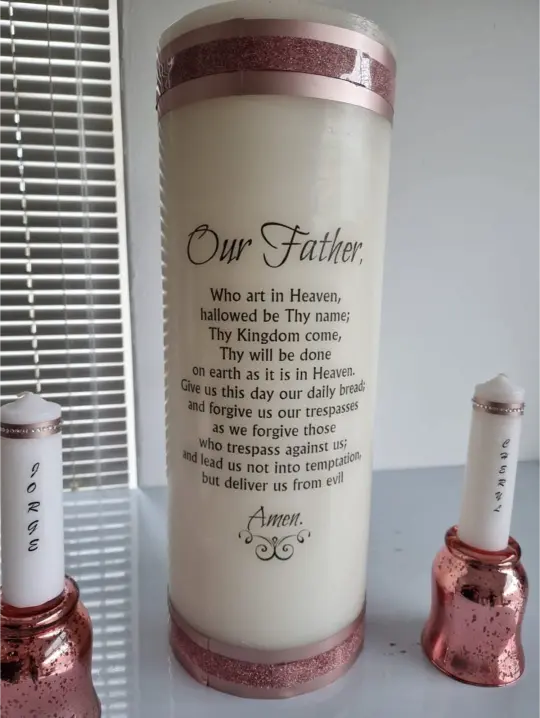 Our Father,
Who art in Heaven,
hallowed be Thy name;
Thy Kingdom come,
Thy will be done
on earth as it is in Heaven.
Give us this day our daily bread;
and forgive us our trespasses
as we forgive those
who trespass against us;
and lead us not into temptation,
but deliver us from evil
Amen.
JORGE
CHERYL